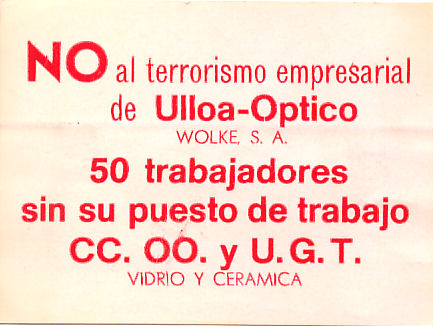 NO al terrorismo empresarial
de Ulloa-Optico
WOLKE, S. A.
50 trabajadores
sin su puesto de trabajo
CC. OO. y U.G.T.
VIDRIO Y CERAMICA